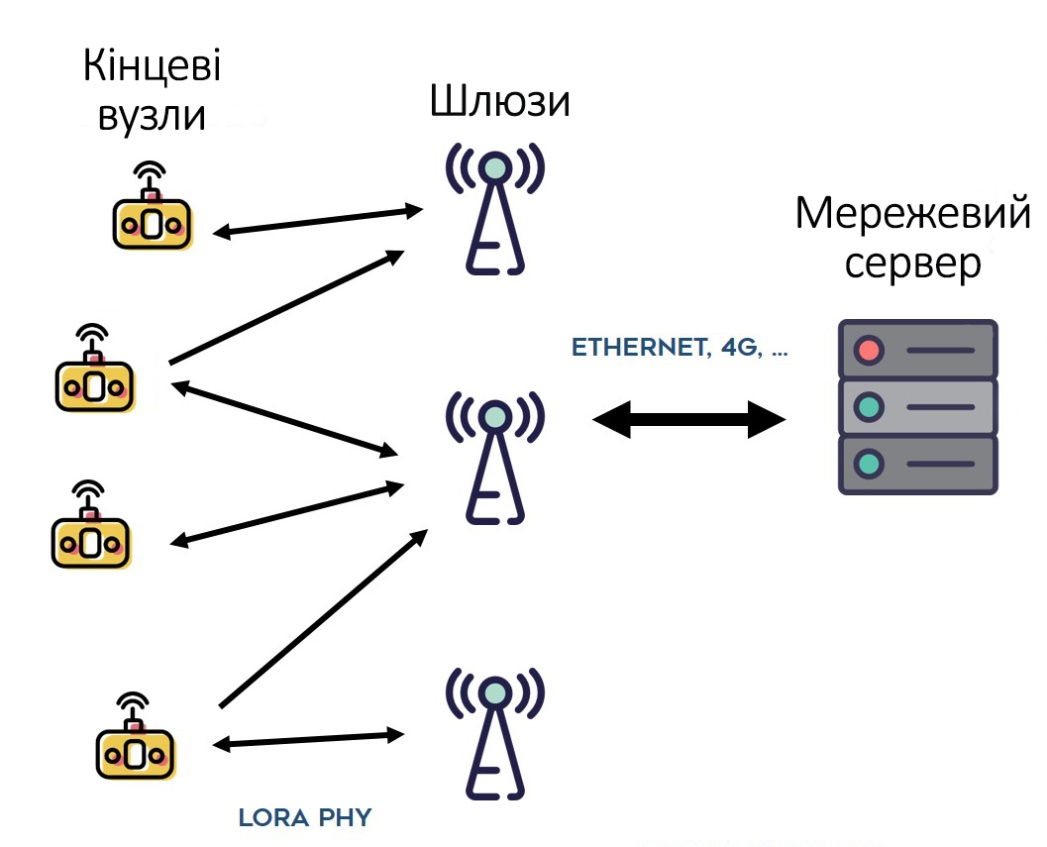 Кінцеві
вузли
Шлюзи
Мережевий
сервер
ETHERNET, 4G, ...
LORA PHY